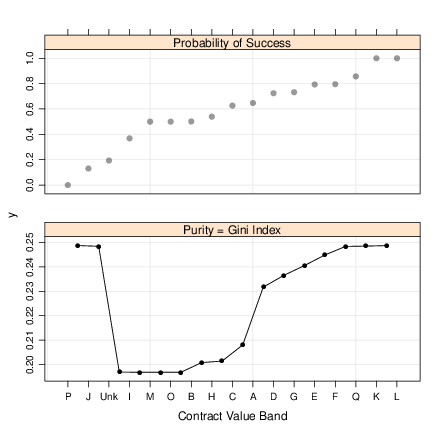 Probability of Success
0.0 0.2 0.4 0.6 0.8 1.0
y
Purity = Gini Index
0.20 0.21 0.22 0.23 0.24 0.25
P J Unk I M O B H C A D G E F Q K L
Contract Value Band